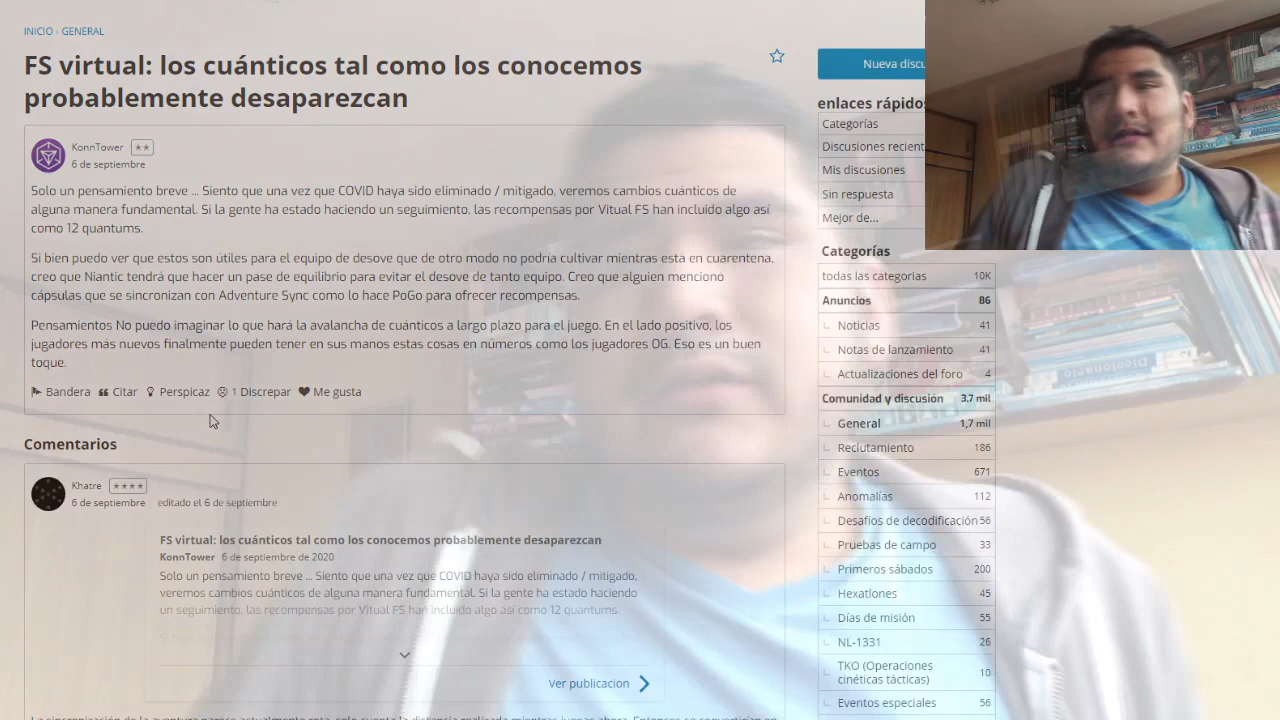 INICIO › GENERAL
FS virtual: los cuánticos tal como los conocemos
probablemente desaparezcan
KonnTower ★★
6 de septiembre
Solo un pensamiento breve ... Siento que una vez que COVID haya sido eliminado / mitigado, veremos cambios cuánticos de
alguna manera fundamental. Si la gente ha estado haciendo un seguimiento, las recompensas por Vitual FS han incluido algo así
como 12 quantums.
Si bien puedo ver que estos son útiles para el equipo de desove que de otro modo no podría cultivar mientras esta en cuarentena,
creo que Niantic tendrá que hacer un pase de equilibrio para evitar el desove de tanto equipo. Creo que alguien mencionó
cápsulas que se sincronizan con Adventure Sync como lo hace PoGo para ofrecer recompensas.
Pensamientos No puedo imaginar lo que hará la avalancha de cuánticos a largo plazo para el juego. En el lado positivo, los
jugadores más nuevos finalmente pueden tener en sus manos estas cosas en números como los jugadores OG. Eso es un buen
toque.
Bandera Citar Perspicaz 1 Discrepar Me gusta
Comentarios
Khatre ★★★★
6 de septiembre editado el 6 de septiembre
FS virtual: los cuánticos tal como los conocemos probablemente desaparezcan
KonnTower 6 de septiembre de 2020
Solo un pensamiento breve ... Siento que una vez que COVID haya sido eliminado / mitigado,
veremos cambios cuánticos de alguna manera fundamental. Si la gente ha estado haciendo
un seguimiento, las recompensas por Vitual FS han incluido algo así como 12 quantums.
Ver publicacion
Nueva discu
enlaces rápidos
Categorías
Discusiones recient
Mis discusiones
Sin respuesta
Mejor de...
Categorías
todas las categorías 10K
Anuncios 86
Noticias 41
Notas de lanzamiento 41
Actualizaciones del foro 4
Comunidad y discusión 3,7 mil
General 1,7 mil
Reclutamiento 186
Eventos 671
Anomalías 112
Desafíos de decodificación 56
Pruebas de campo 33
Primeros sábados 200
Hexatlones 45
Días de misión 55
NL-1331 26
TKO (Operaciones
cinéticas tácticas) 10
Eventos especiales 56